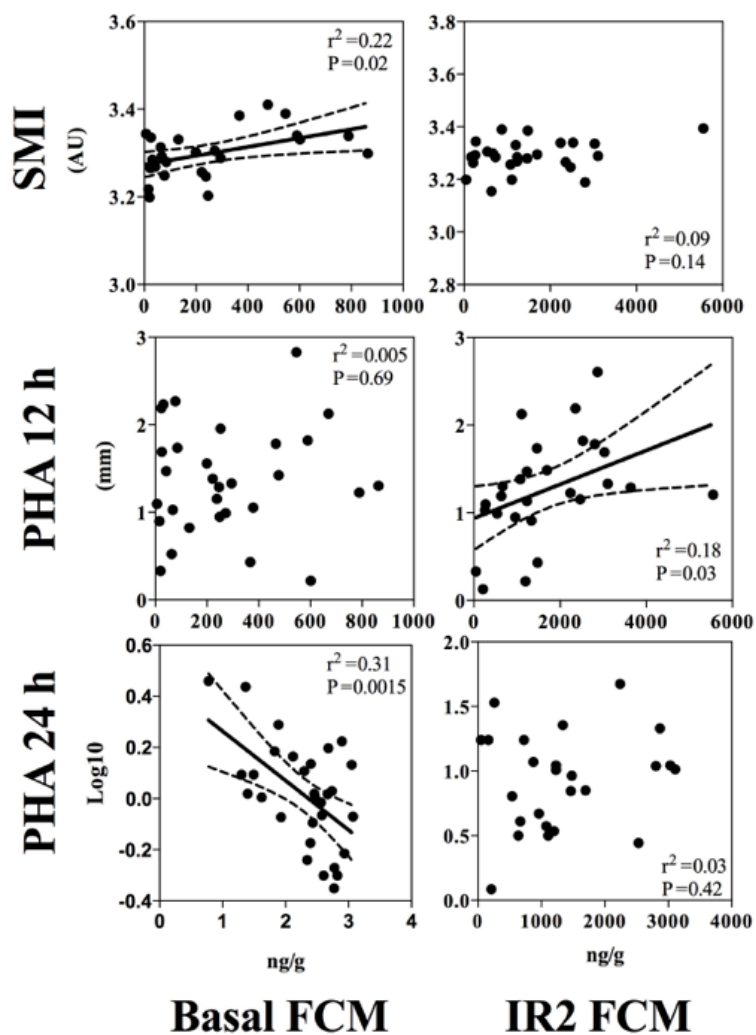 SMI
(AU)
3.6
3.4
3.2
3.0
r²=0.22
P=0.02
0 200 400 600 800 1000
3.8
3.6
3.4
3.2
3.8
2.8
r²=0.09
P=0.14
0 2000 4000 6000
PHA 12 h
(mm)
3
2
1
0
r²=0.005
P=0.69
0 200 400 600 800 1000
3
2
1
0
r²=0.18
P=0.03
0 2000 4000 6000
PHA 24 h
Log10
0.6
0.4
0.2
0.0
-0.2
-0.4
r²=0.31
P=0.0015
0 1 2 3 4
ng/g
2.0
1.5
1.0
0.5
0.0
r²=0.03
P=0.42
0 1000 2000 3000 4000
ng/g
Basal FCM
IR2 FCM